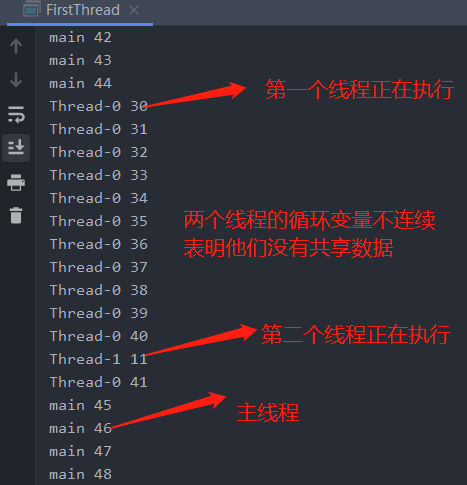 FirstThread
main 42
main 43
main 44
Thread-0 30
第一个线程正在执行
Thread-0 31
Thread-0 32
Thread-0 33
Thread-0 34
Thread-0 35
两个线程的循环变量不连续
Thread-0 36
表明他们没有共享数据
Thread-0 37
Thread-0 38
Thread-0 39
Thread-0 40
第二个线程正在执行
Thread-1 11
Thread-0 41
main 45
主线程
main 46
main 47
main 48